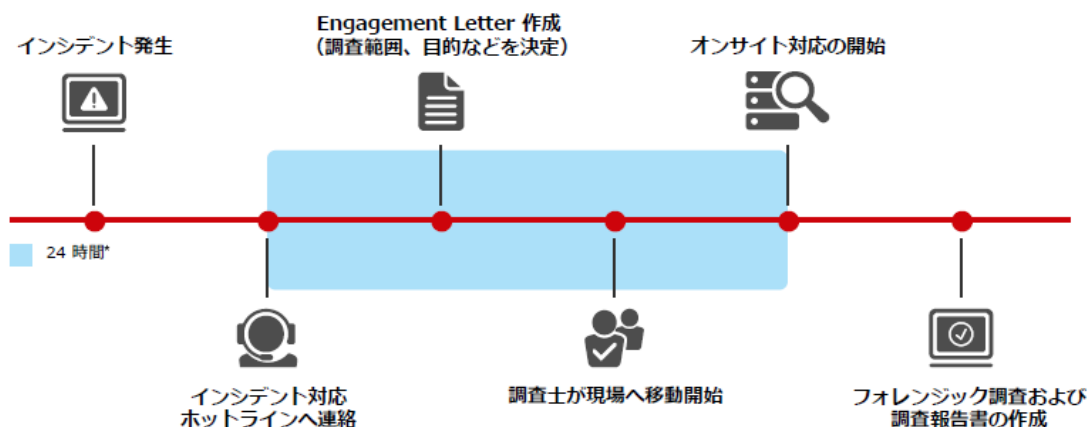 インシデント発生
Engagement Letter 作成
（調査範囲、目的などを決定）
オンサイト対応の開始
24 時間*
インシデント対応
ホットラインへ連絡
調査士が現場へ移動開始
フォレンジック調査および
調査報告書の作成